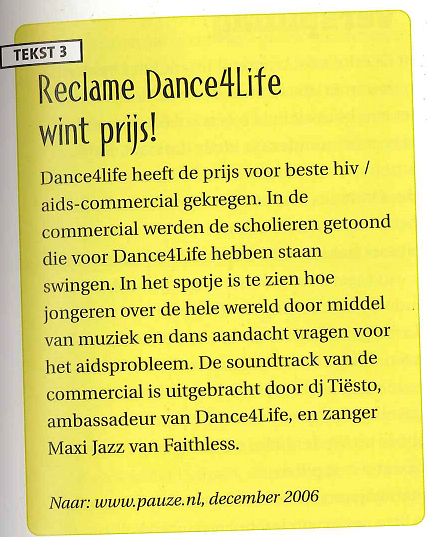 TEKST 3
Reclame Dance4Life
wint prijs!
Dance4life heeft de prijs voor beste hiv /
aids-commercial gekregen. In de
commercial werden de scholieren getoond
die voor Dance4Life hebben staan
swingen. In het spotje is te zien hoe
jongeren over de hele wereld door middel
van muziek en dans aandacht vragen voor
het aidsprobleem. De soundtrack van de
commercial is uitgebracht door dj Tiësto,
ambassadeur van Dance4Life, en zanger
Maxi Jazz van Faithless.
Naar: www.pauze.nl, december 2006